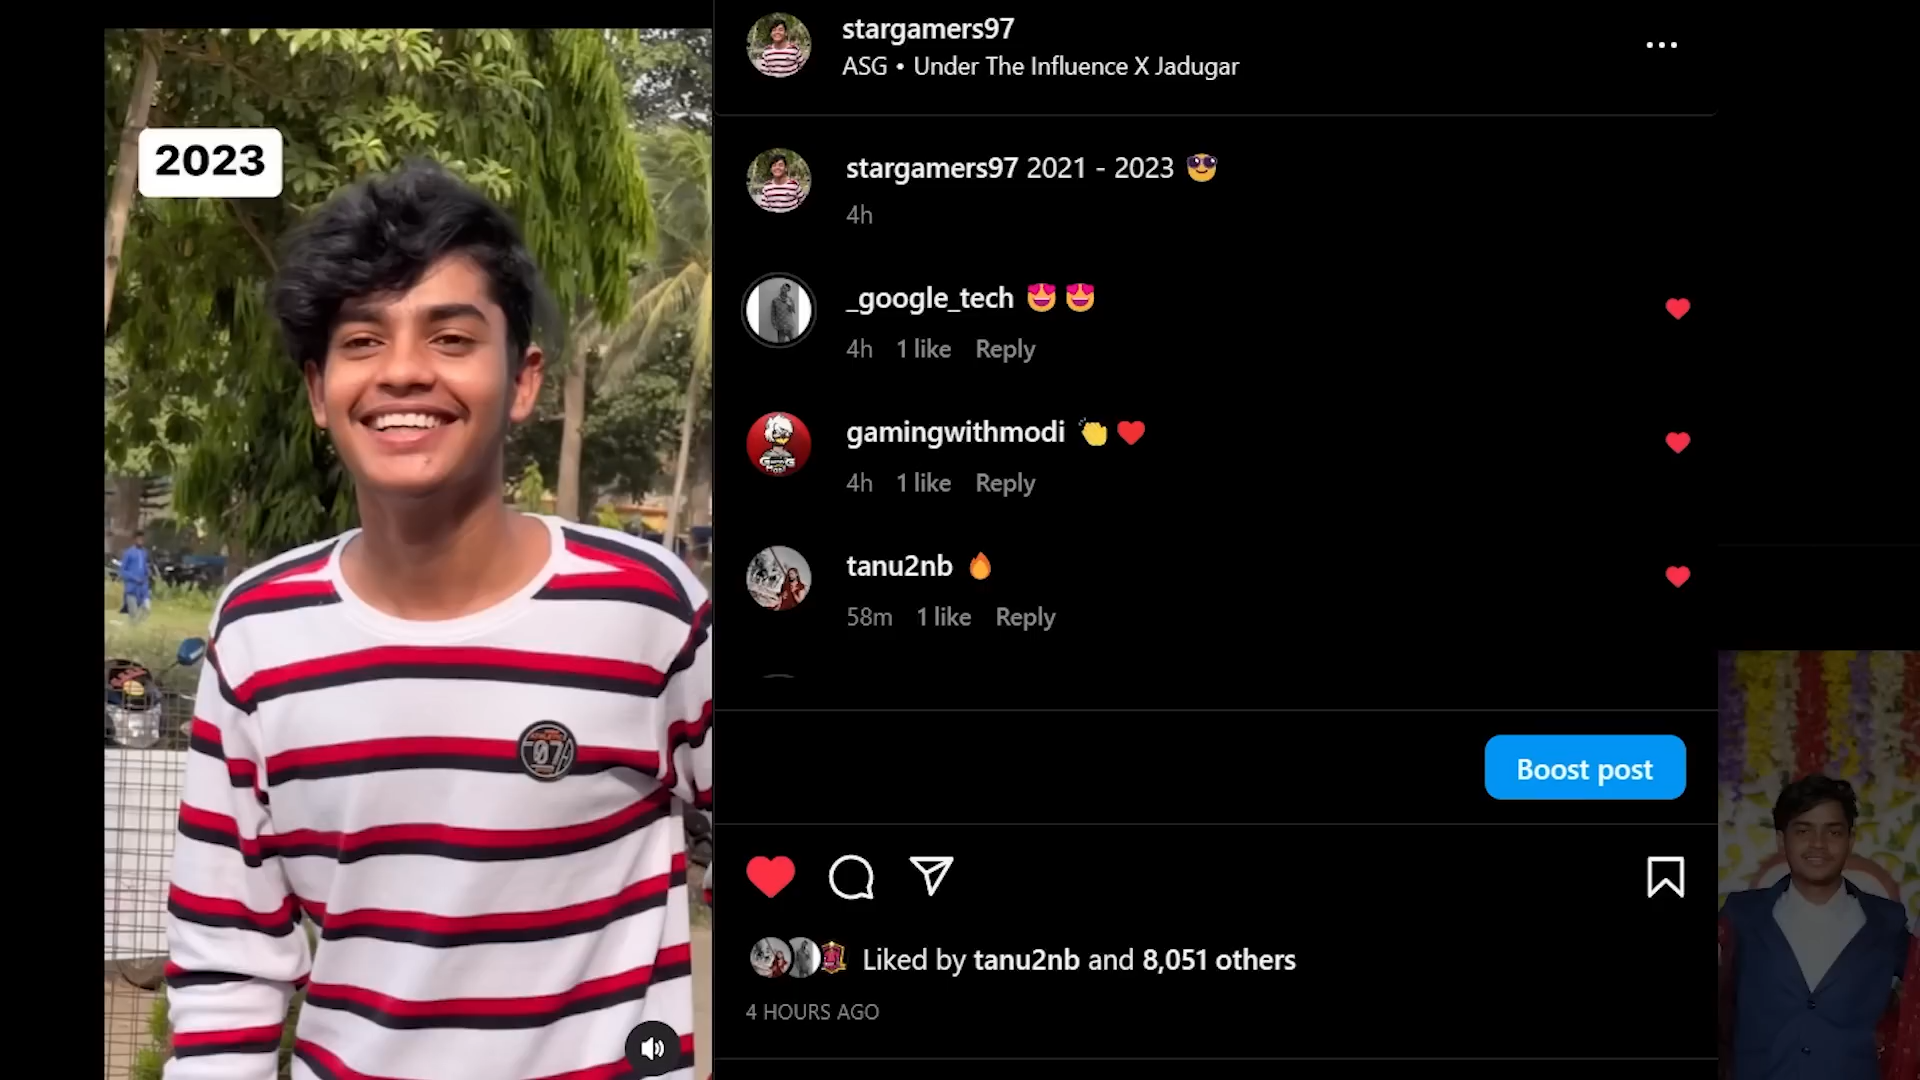 2023
07
stargamers97
ASG • Under The Influence X Jadugar
stargamers97 2021 - 2023 😎
4h
_google_tech 😍😍
4h 1 like Reply
gamingwithmodi 👏❤️
4h 1 like Reply
tanu2nb 🔥
58m 1 like Reply
Boost post
Liked by tanu2nb and 8,051 others
4 HOURS AGO